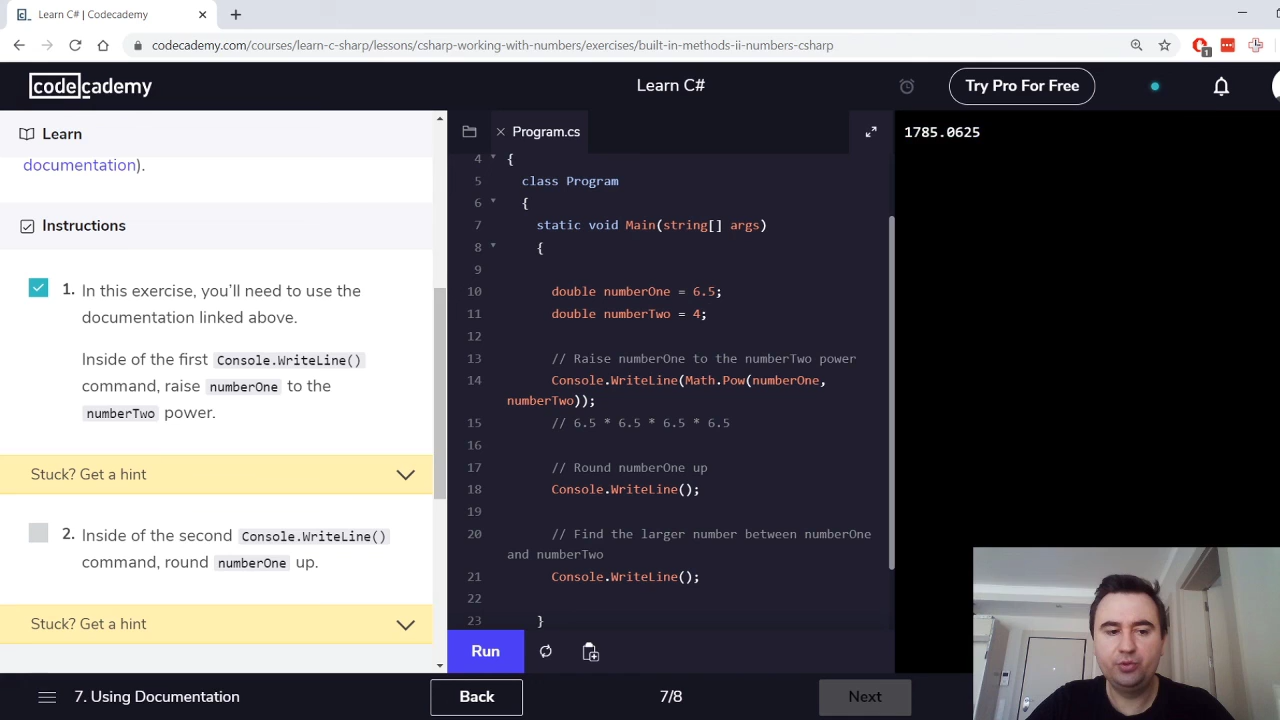 Learn C# | Codecademy
codecademy.com/courses/learn-c-sharp/lessons/csharp-working-with-numbers/exercises/built-in-methods-ii-numbers-csharp
1
codecademy
Learn C#
Try Pro For Free
Learn
documentation).
Instructions
1. In this exercise, you'll need to use the
documentation linked above.
Inside of the first Console.WriteLine()
command, raise numberOne to the
numberTwo power.
Stuck? Get a hint
2. Inside of the second Console.WriteLine()
command, round numberOne up.
Stuck? Get a hint
Program.cs
4 {
5 class Program
6 {
7 static void Main(string[] args)
8 {
9
10 double numberOne = 6.5;
11 double numberTwo = 4;
12
13 // Raise numberOne to the numberTwo power
14 Console.WriteLine(Math.Pow(numberOne,
numberTwo));
15 // 6.5 * 6.5 * 6.5 * 6.5
16
17 // Round numberOne up
18 Console.WriteLine();
19
20 // Find the larger number between numberOne
and numberTwo
21 Console.WriteLine();
22
23 }
Run
1785.0625
7. Using Documentation
Back
7/8
Next